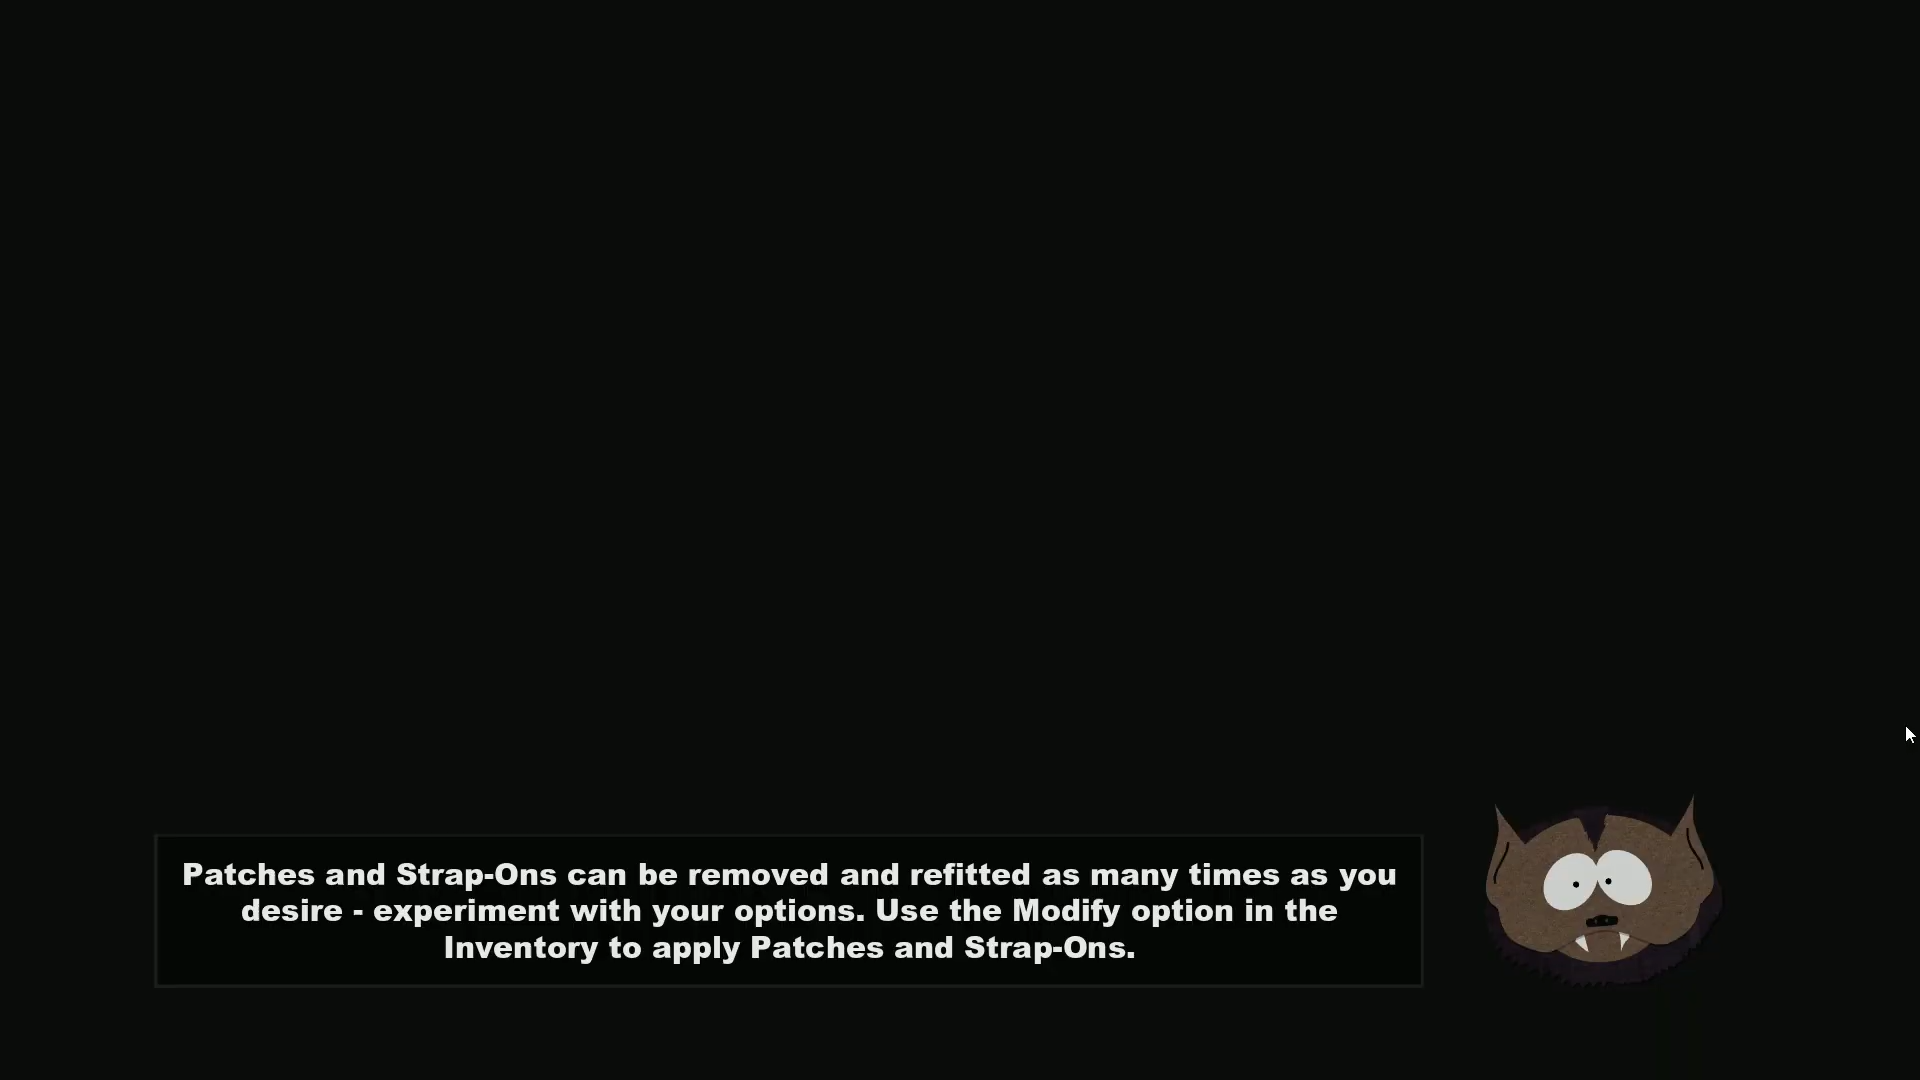 Patches and Strap-Ons can be removed and refitted as many times as you
desire - experiment with your options. Use the Modify option in the
Inventory to apply Patches and Strap-Ons.